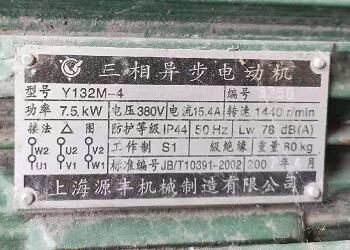 三相异步电动机
型号 Y132M-4 编号
功率 7.5 kW 电压 380V 电流 15.4A 转速 1440 r/min
接法 △ 图 防护等级 IP44 50 Hz Lw 78 dB(A)
W2 U2 V2 工作制 S1 级绝缘 重量 80 kg
U1 V1 W1 标准编号 JB/T10391-2002 200 年 月
上海源丰机械制造有限公司